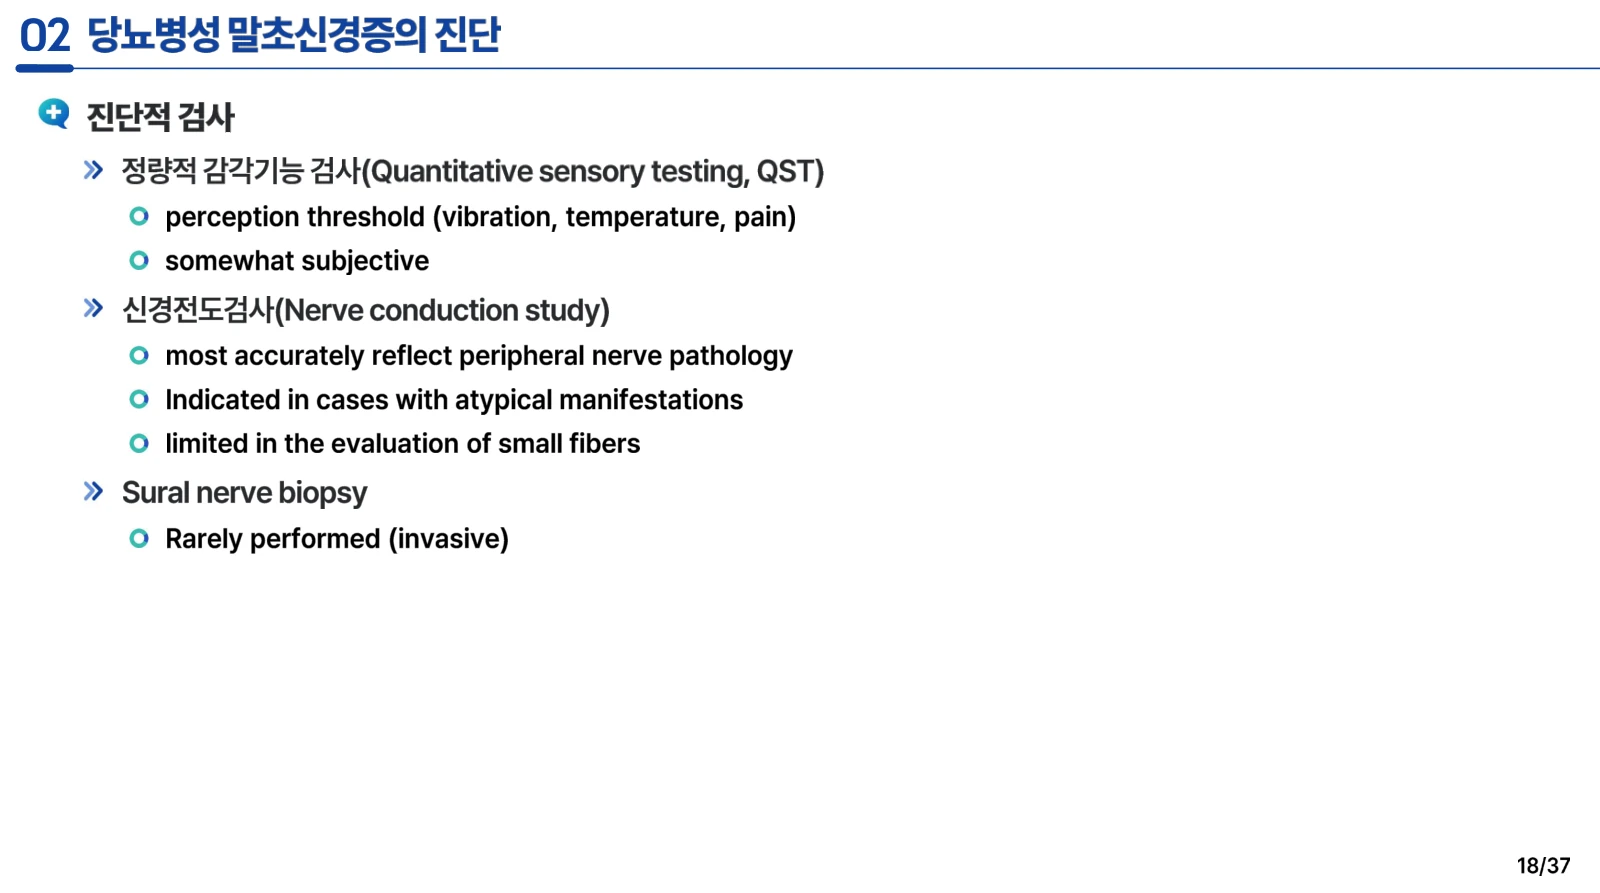 02 당뇨병성 말초신경증의 진단
진단적 검사
정량적 감각기능 검사(Quantitative sensory testing, QST)
perception threshold (vibration, temperature, pain)
somewhat subjective
신경전도검사(Nerve conduction study)
most accurately reflect peripheral nerve pathology
Indicated in cases with atypical manifestations
limited in the evaluation of small fibers
Sural nerve biopsy
Rarely performed (invasive)
18/37